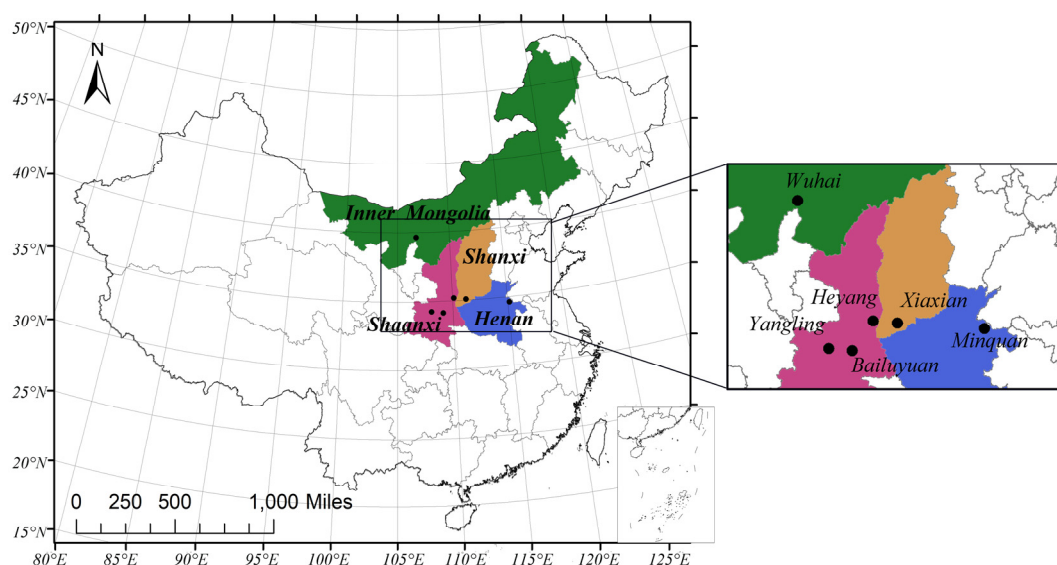 50°N
N
45°N
40°N
35°N
30°N
25°N
20°N
15°N
Inner Mongolia
Shanxi
Shaanxi
Henan
Wuhai
Heyang
Xiaxian
Yangling
Minquan
Bailuyuan
0 250 500 1,000 Miles
80°E 85°E 90°E 95°E 100°E 105°E 110°E 115°E 120°E 125°E